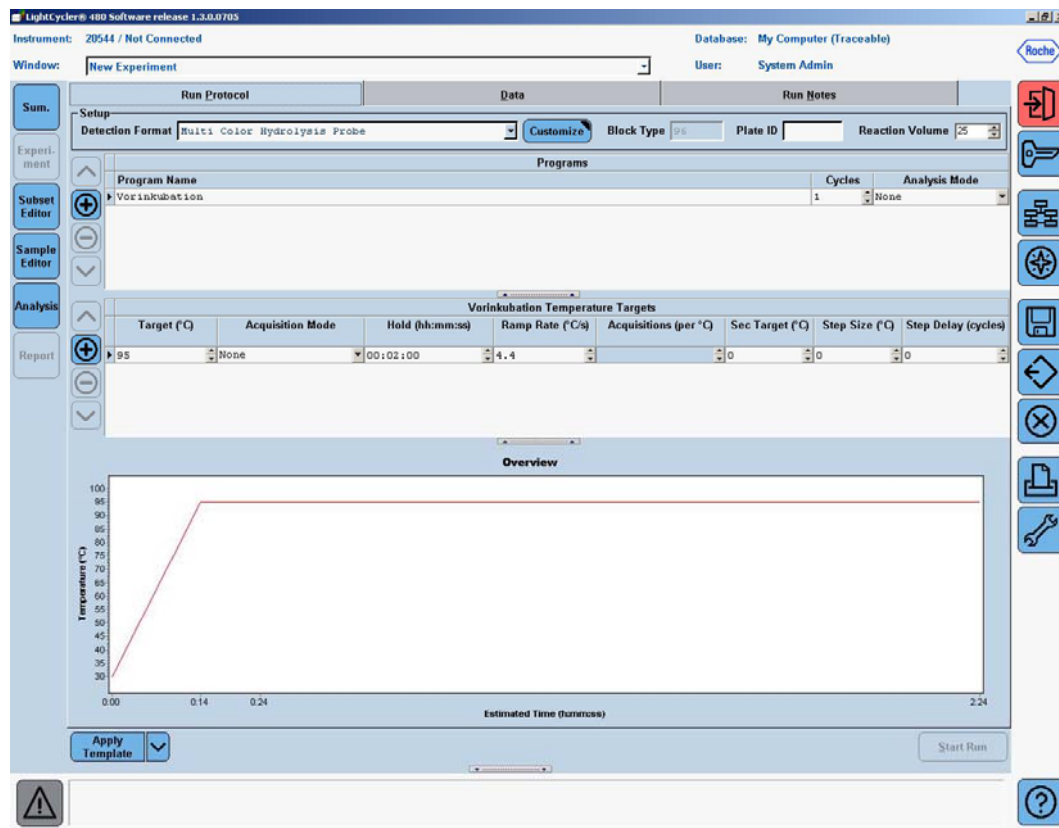 LightCycler® 480 Software release 1.3.0.0705
Instrument: 20544 / Not Connected
Database: My Computer (Traceable)
Window: New Experiment
User: System Admin
Roche
Sum.
Experi-
ment
Subset
Editor
Sample
Editor
Analysis
Report
Run Protocol
Data
Run Notes
Setup
Detection Format Multi Color Hydrolysis Probe Customize Block Type 96 Plate ID Reaction Volume 25
Programs
Program Name Cycles Analysis Mode
Vorinkubation 1 None
Vorinkubation Temperature Targets
Target (°C) Acquisition Mode Hold (hh:mm:ss) Ramp Rate (°C/s) Acquisitions (per °C) Sec Target (°C) Step Size (°C) Step Delay (cycles)
95 None 00:02:00 4.4 0 0 0
Overview
Temperature (°C)
100
95
90
85
80
75
70
65
60
55
50
45
40
35
30
0:00 0:14 0:24 2:24
Estimated Time (h:mm:ss)
Apply
Template
Start Run